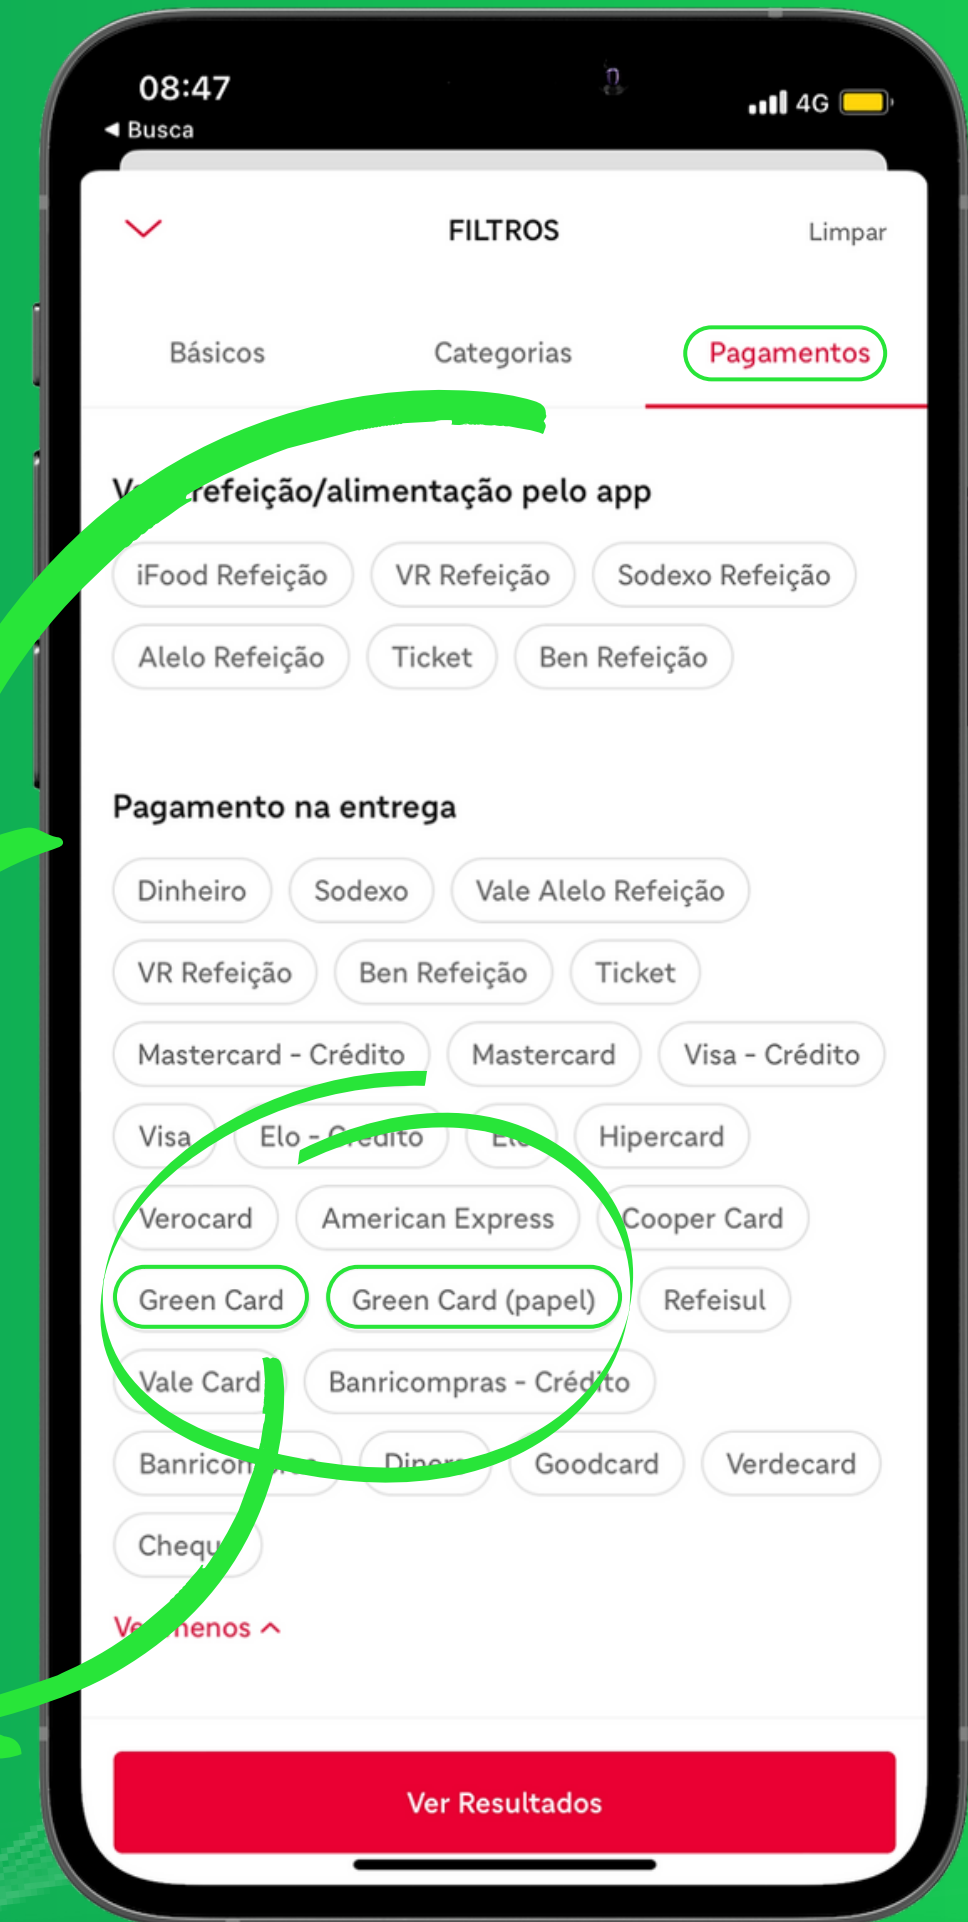 08:47
4G
◀ Busca
FILTROS
Limpar
Básicos Categorias Pagamentos
refeição/alimentação pelo app
iFood Refeição VR Refeição Sodexo Refeição
Alelo Refeição Ticket Ben Refeição
Pagamento na entrega
Dinheiro Sodexo Vale Alelo Refeição
VR Refeição Ben Refeição Ticket
Mastercard - Crédito Mastercard Visa - Crédito
Visa Elo - Crédito Elo Hipercard
Verocard American Express Cooper Card
Green Card Green Card (papel) Refeisul
Vale Card Banricompras - Crédito
Goodcard Verdecard
Ver Resultados